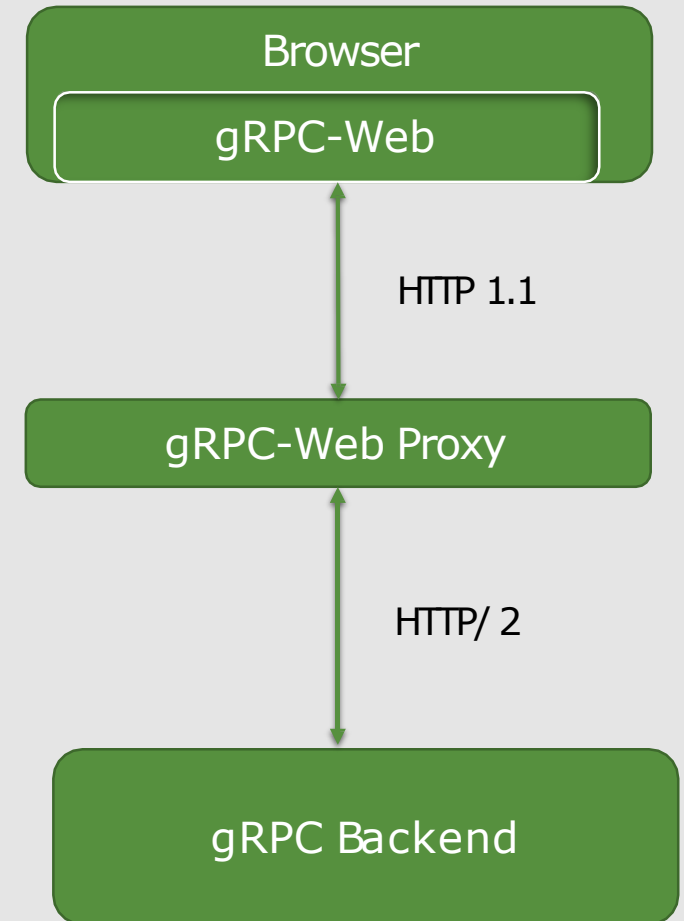 Browser
gRPC-Web
HTTP 1.1
gRPC-Web Proxy
HTTP/ 2
gRPC Backend